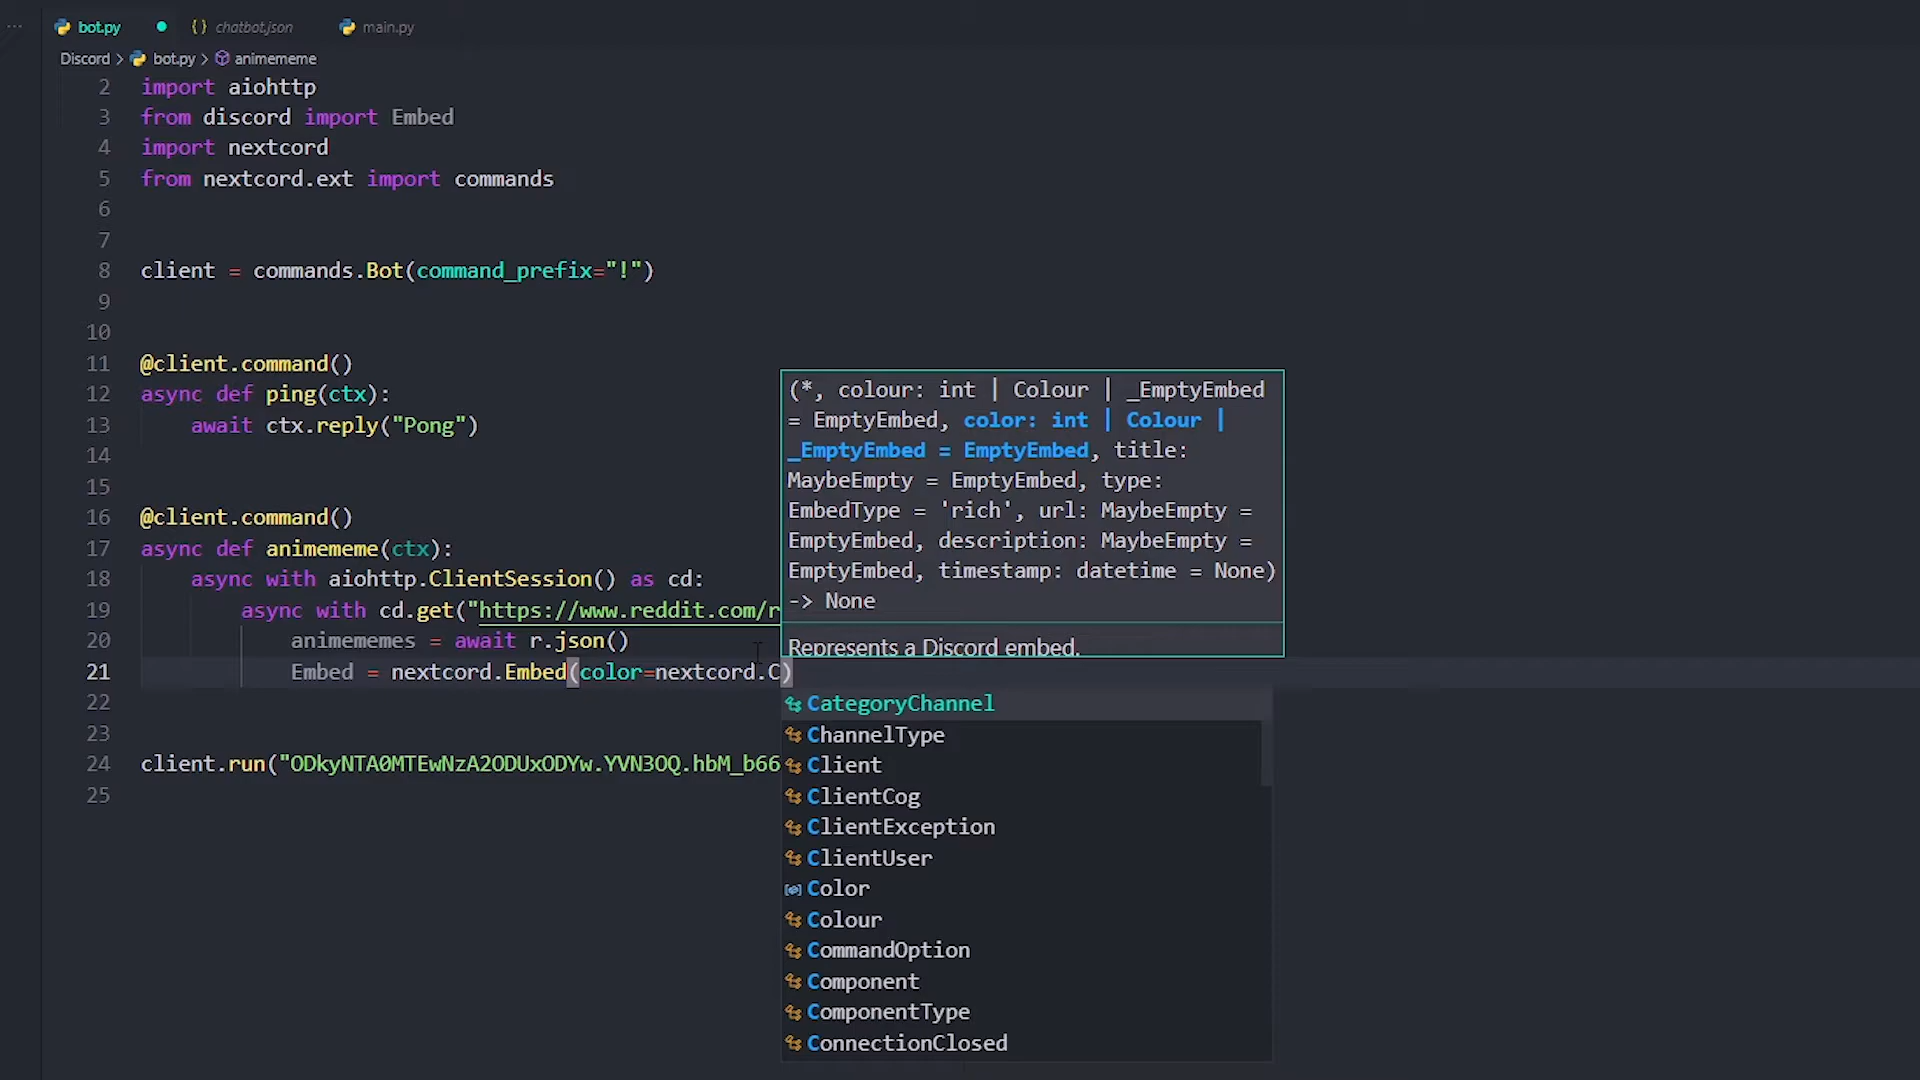 bot.py chatbot.json main.py
Discord > bot.py > animememe
2 import aiohttp
3 from discord import Embed
4 import nextcord
5 from nextcord.ext import commands
6
7
8 client = commands.Bot(command_prefix="!")
9
10
11 @client.command()
12 async def ping(ctx):
13 await ctx.reply("Pong")
14
15
16 @client.command()
17 async def animememe(ctx):
18 async with aiohttp.ClientSession() as cd:
19 async with cd.get("https://www.reddit.com/r
20 animememes = await r.json()
21 Embed = nextcord.Embed(color=nextcord.C)
22
23
24 client.run("ODkyNTA0MTEwNzA2ODUxODYw.YVN3OQ.hbM_b66
25
(*, colour: int | Colour | _EmptyEmbed
= EmptyEmbed, color: int | Colour |
_EmptyEmbed = EmptyEmbed, title:
MaybeEmpty = EmptyEmbed, type:
EmbedType = 'rich', url: MaybeEmpty =
EmptyEmbed, description: MaybeEmpty =
EmptyEmbed, timestamp: datetime = None)
-> None
Represents a Discord embed.
CategoryChannel
ChannelType
Client
ClientCog
ClientException
ClientUser
Color
Colour
CommandOption
Component
ComponentType
ConnectionClosed